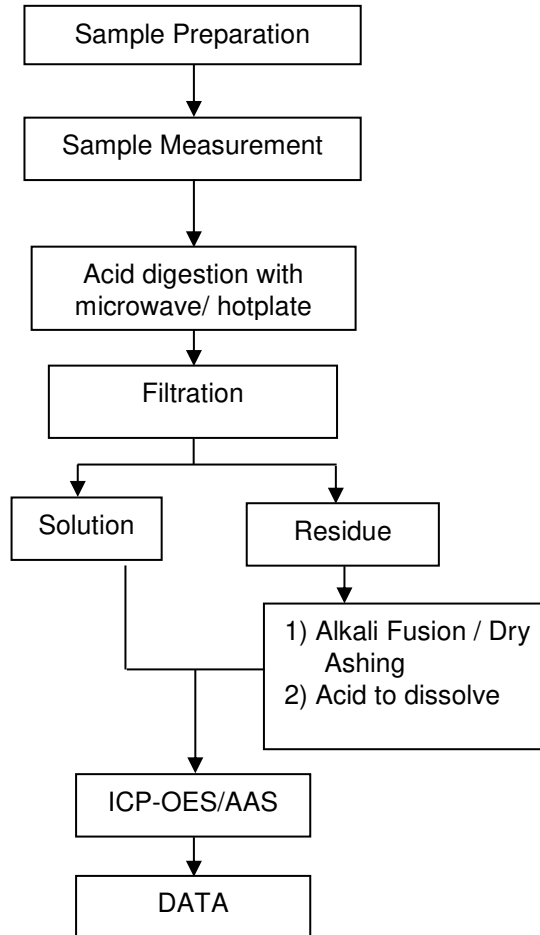 Sample Preparation
Sample Measurement
Acid digestion with
microwave/ hotplate
Filtration
Solution
Residue
1) Alkali Fusion / Dry
Ashing
2) Acid to dissolve
ICP-OES/AAS
DATA